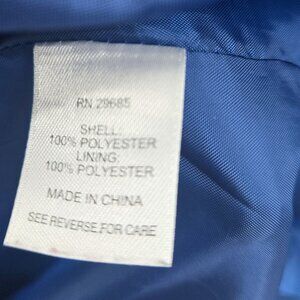 RN 29685
SHELL:
100% POLYESTER
LINING:
100% POLYESTER
MADE IN CHINA
SEE REVERSE FOR CARE